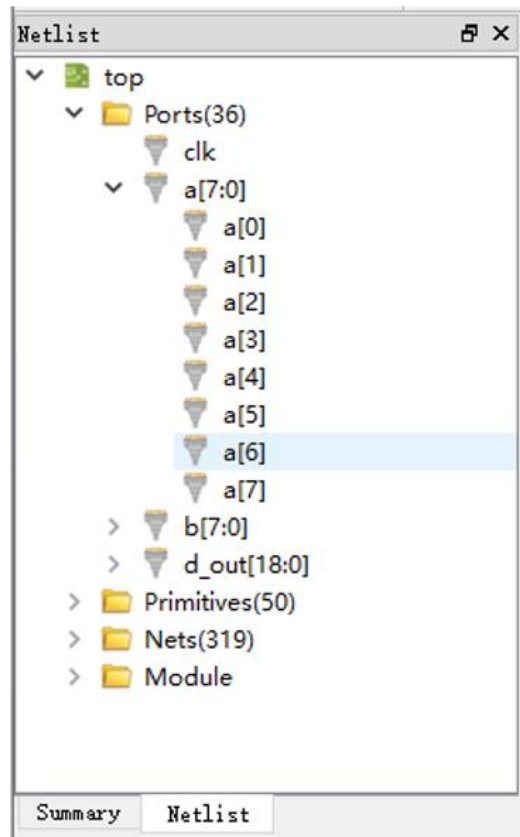 Netlist
top
Ports(36)
clk
a[7:0]
a[0]
a[1]
a[2]
a[3]
a[4]
a[5]
a[6]
a[7]
b[7:0]
d_out[18:0]
Primitives(50)
Nets(319)
Module
Summary Netlist